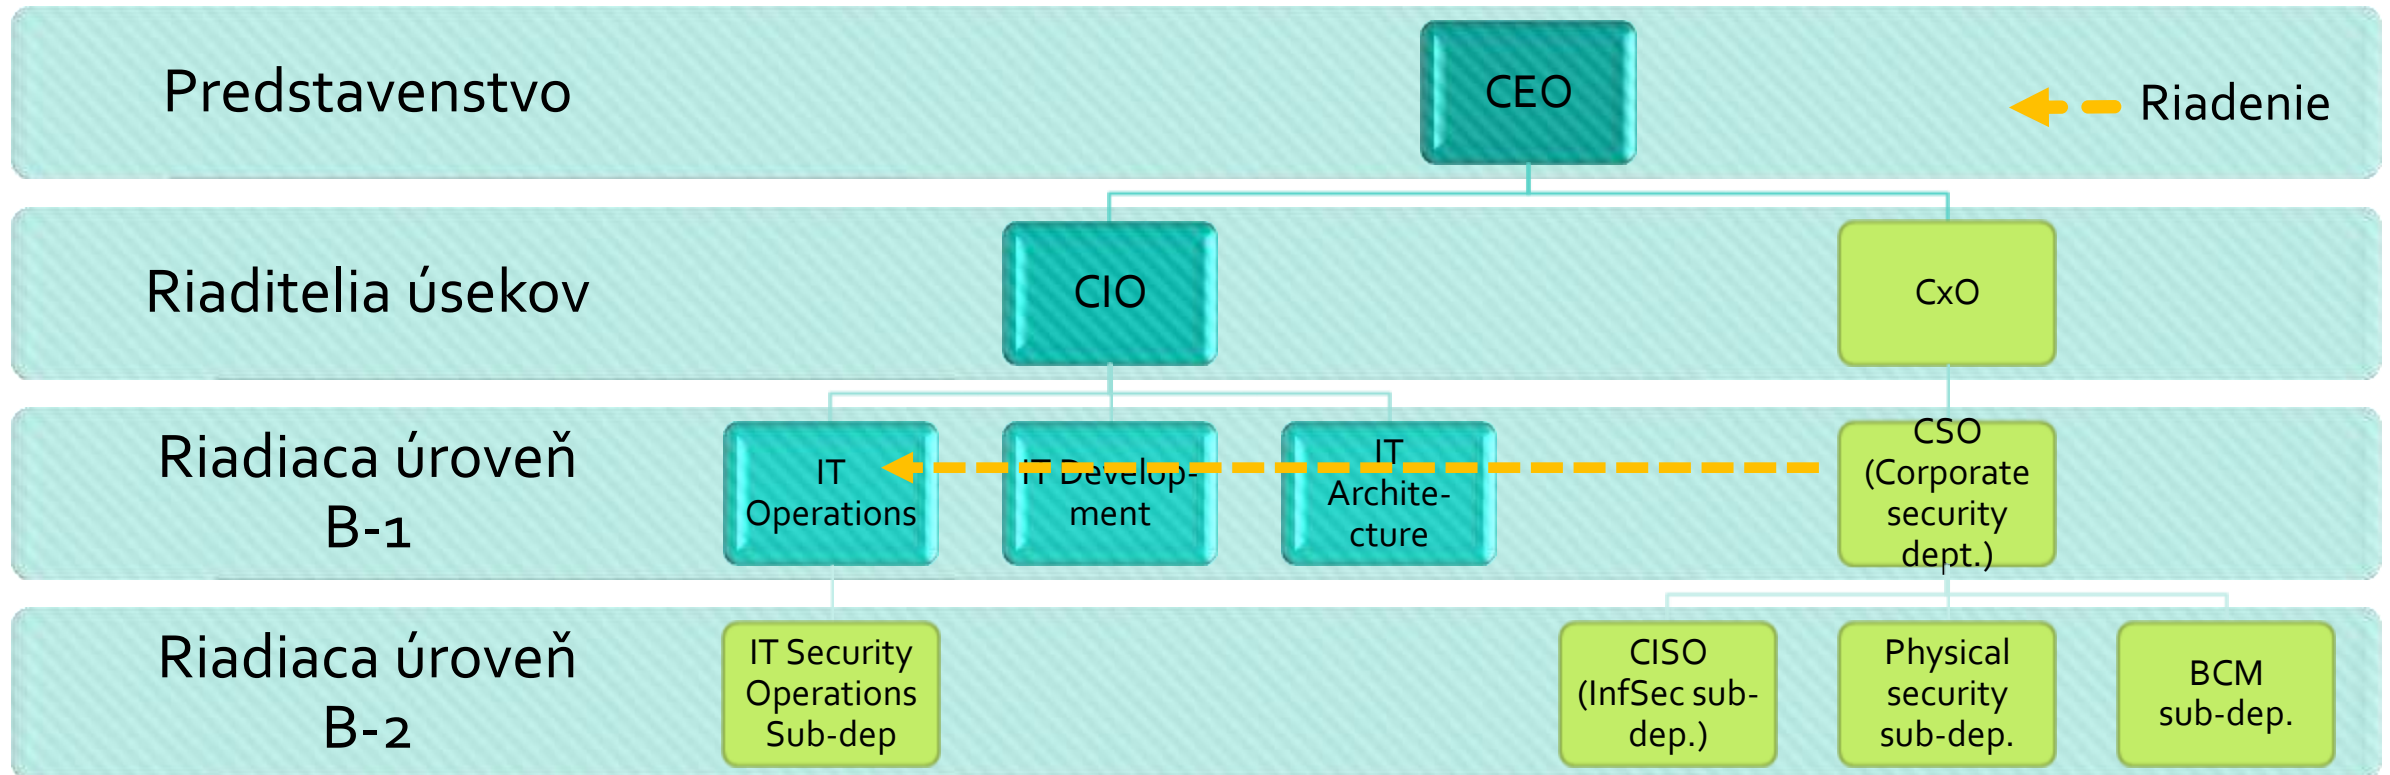 Predstavenstvo
CEO
Riadenie
Riaditelia úsekov
CIO
CxO
Riadiaca úroveň
B-1
IT
Operations
IT Develop-
ment
IT
Archite-
cture
CSO
(Corporate
security
dept.)
Riadiaca úroveň
B-2
IT Security
Operations
Sub-dep
CISO
(InfSec sub-
dep.)
Physical
security
sub-dep.
BCM
sub-dep.